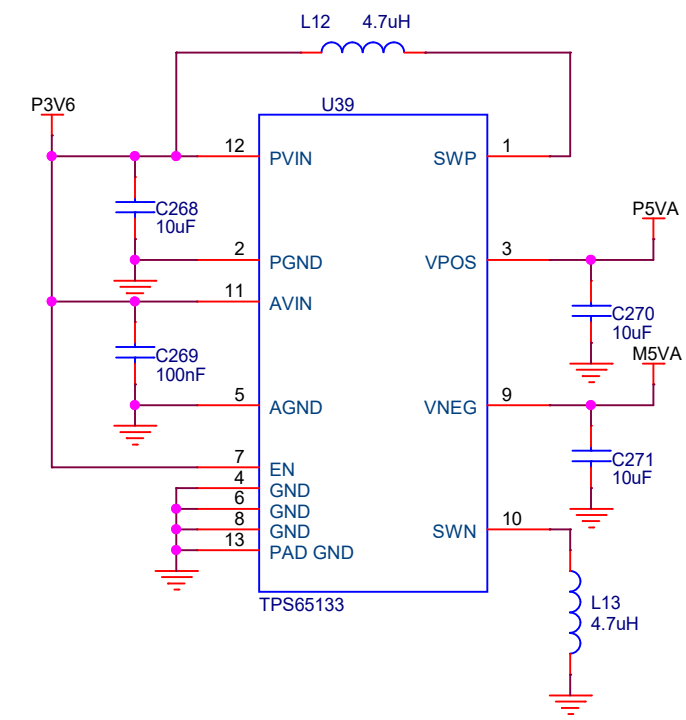 L12 4.7uH
P3V6
U39
12 PVIN SWP 1
C268
10uF
P5VA
2 PGND VPOS 3
11 AVIN
C270
10uF
C269
100nF
M5VA
5 AGND VNEG 9
C271
10uF
7 EN
4 GND
6 GND
8 GND SWN 10
13 PAD GND
TPS65133
L13
4.7uH